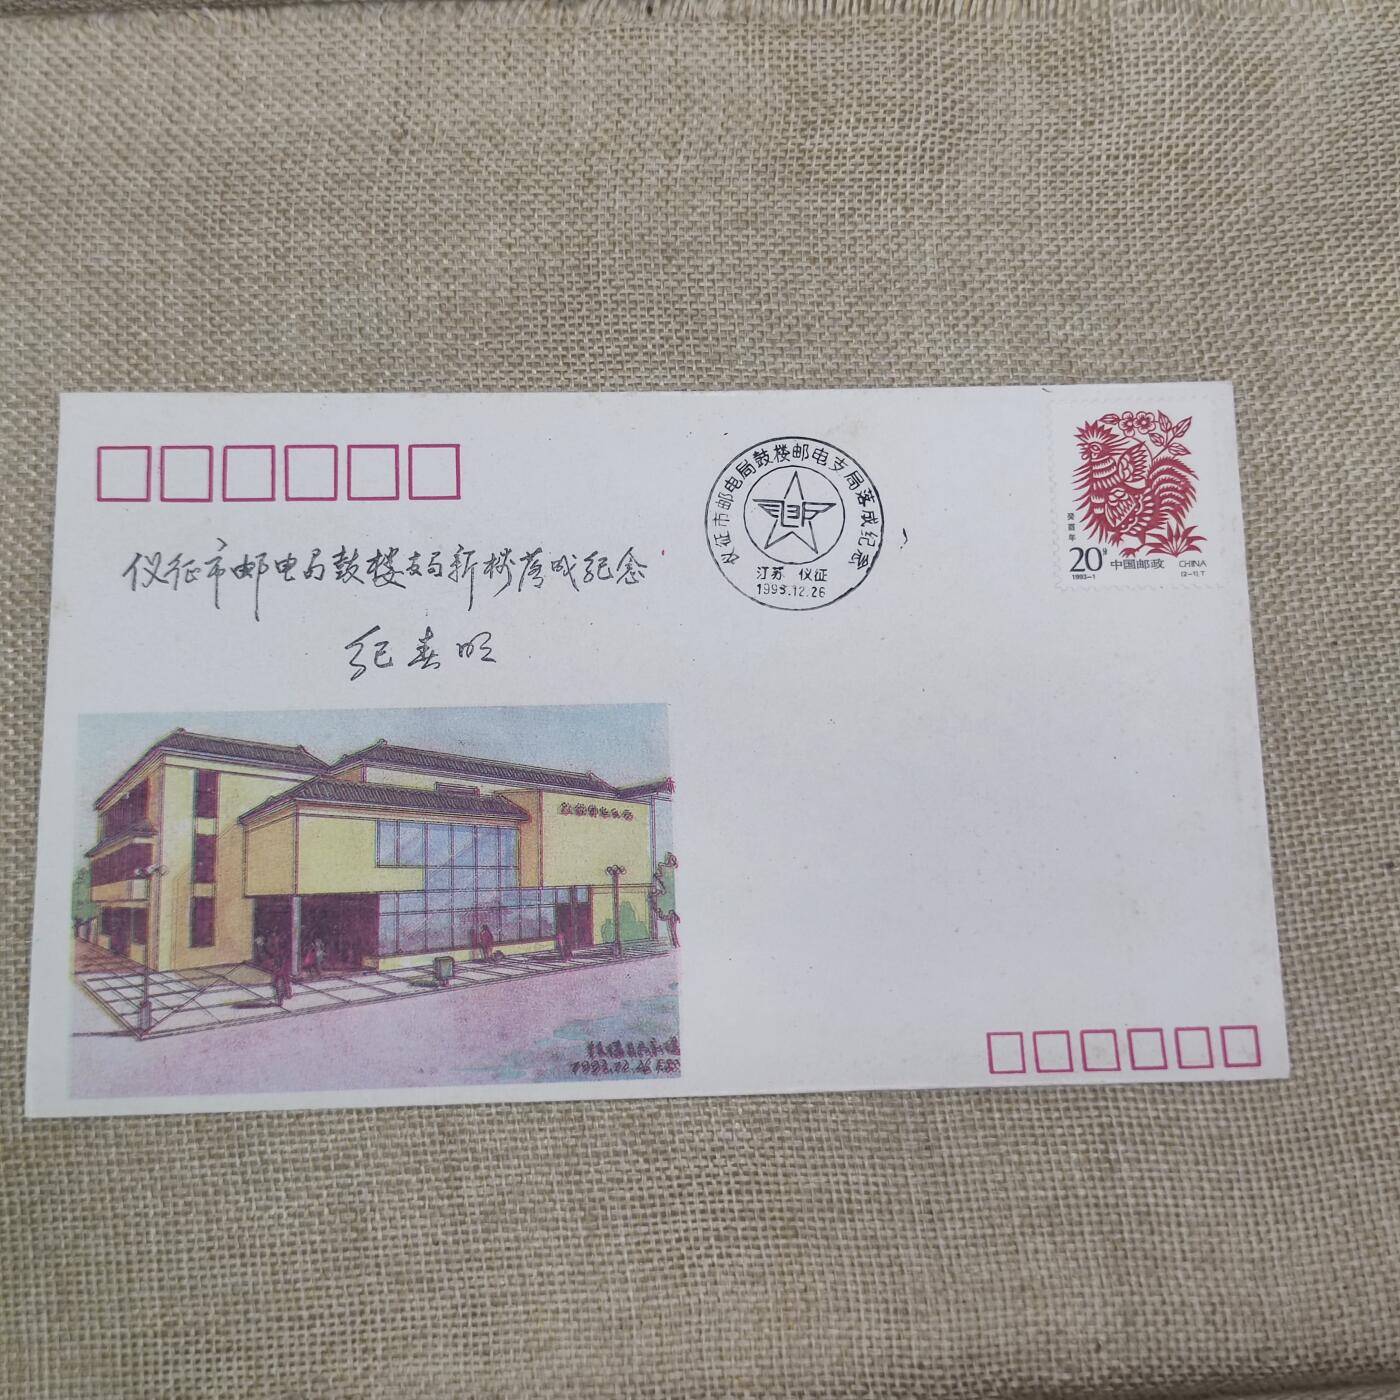 仪征市邮电局鼓楼支局新楼落成纪念
纪春明
仪征市邮电局鼓楼邮电支局落成纪念
江苏 仪征
1993.12.26
癸酉年
20分 中国邮政 CHINA
1993-1 (2-1)T